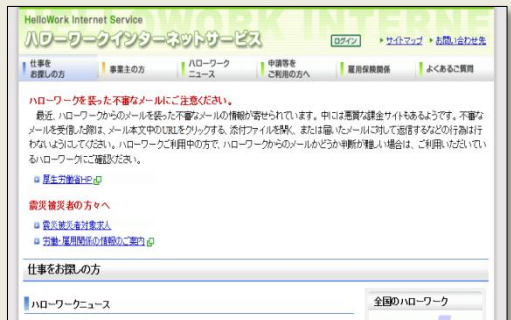 HelloWork Internet Service
ハローワークインターネットサービス
ログイン
サイトマップ
お問い合わせ先
仕事を
お探しの方
事業主の方
ハローワーク
ニュース
申請等を
ご利用の方へ
雇用保険関係
よくあるご質問
ハローワークを装った不審なメールにご注意ください。
最近、ハローワークからのメールを装った不審なメールの情報が寄せられています。中には悪質な課金サイトもあるようです。不審な
メールを受信した際は、メール本文中のURLをクリックする、添付ファイルを開く、または届いたメールに対して返信するなどの行為は行
わないようにしてください。ハローワークご利用中の方で、ハローワークからのメールかどうか判断が難しい場合は、ご利用いただいてい
るハローワークにご確認ください。
厚生労働省HP
震災被災者の方々へ
震災被災者対象求人
労働・雇用関係の情報のご案内
仕事をお探しの方
ハローワークニュース
全国のハローワーク